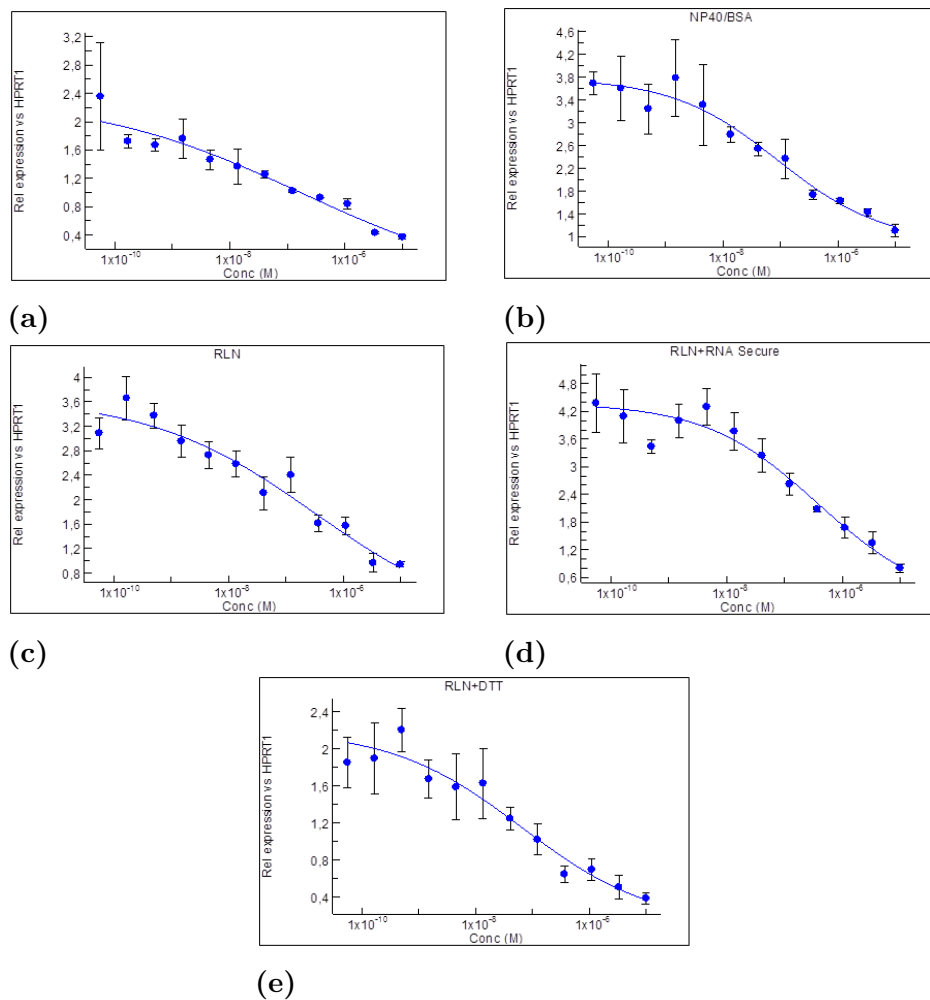 3,2
2,8
2,4
2
1,6
1,2
0,8
0,4
Rel expression vs HPRT1
1x10⁻¹⁰
1x10⁻⁸
1x10⁻⁶
Conc (M)
(a)
NP40/BSA
4,6
3,8
3,4
2,6
2,2
1,8
1,4
1
Rel expression vs HPRT1
1x10⁻¹⁰
1x10⁻⁸
1x10⁻⁶
Conc (M)
(b)
RLN
4
3,6
3,2
2,8
2,4
2
1,6
1,2
0,8
Rel expression vs HPRT1
1x10⁻¹⁰
1x10⁻⁸
1x10⁻⁶
Conc (M)
(c)
RLN+RNA Secure
4,8
4,2
3,6
3
2,4
1,8
1,2
0,6
Rel expression vs HPRT1
1x10⁻¹⁰
1x10⁻⁸
1x10⁻⁶
Conc (M)
(d)
RLN+DTT
2,4
2
1,6
1,2
0,8
0,4
Rel expression vs HPRT1
1x10⁻¹⁰
1x10⁻⁸
1x10⁻⁶
Conc (M)
(e)